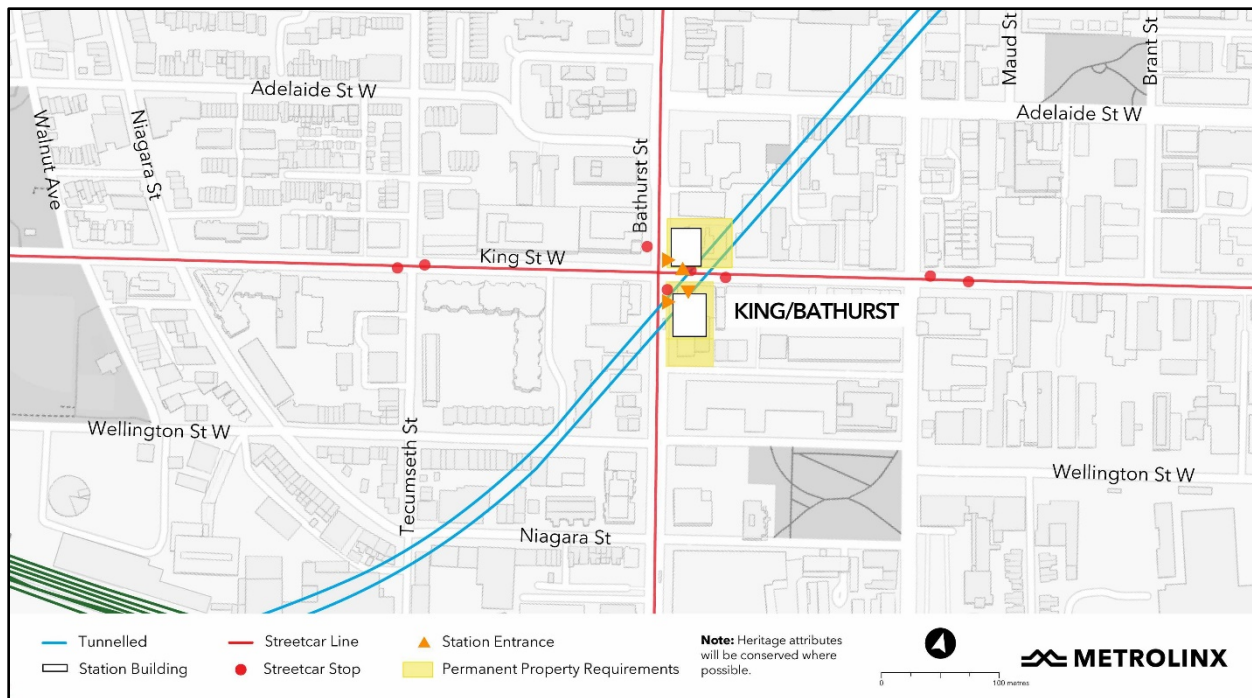 Maud St
Brant St
Adelaide St W
Adelaide St W
Walnut Ave
Niagara St
Bathurst St
King St W
KING/BATHURST
Wellington St W
Tecumseth St
Wellington St W
Niagara St
Tunnelled
Streetcar Line
Station Entrance
Station Building
Streetcar Stop
Permanent Property Requirements
Note: Heritage attributes
will be conserved where
possible.
0
100 metres
METROLINX